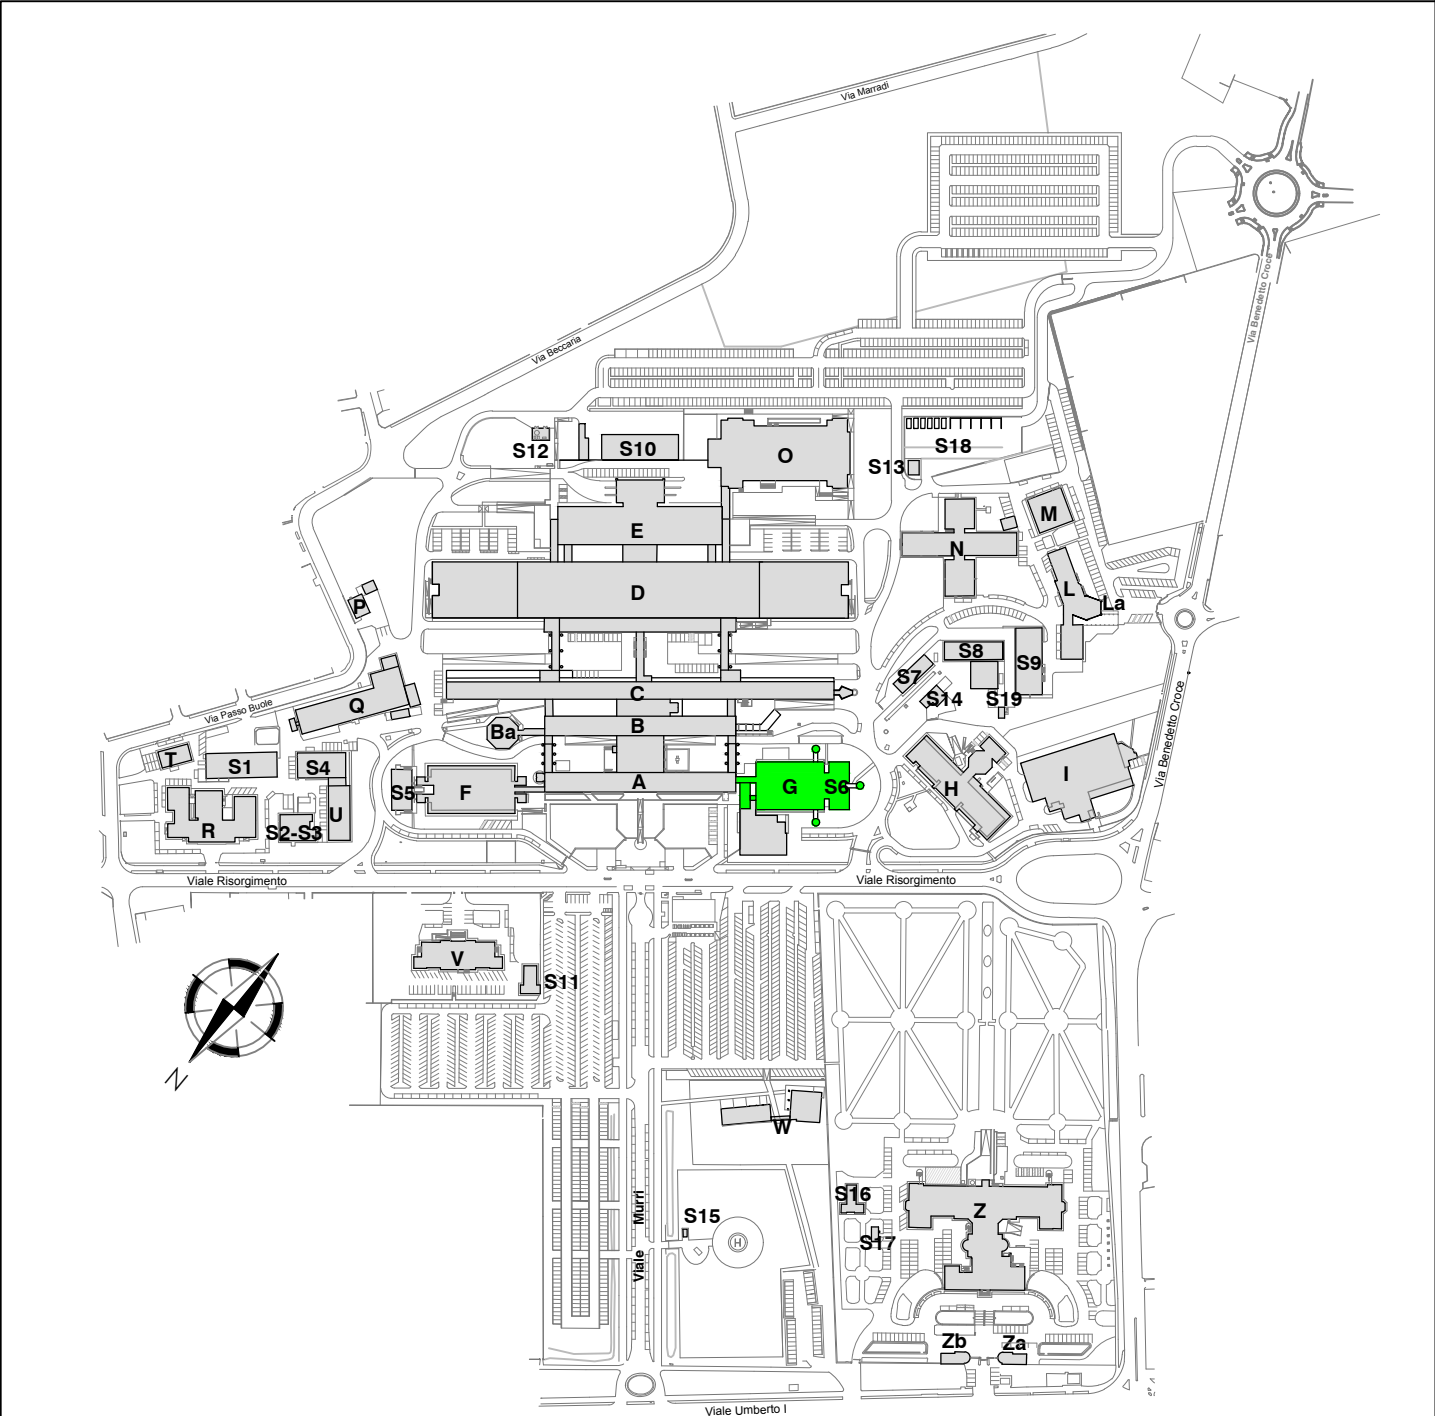 Via Marradi
Via Benedetto Croce
Via Beccaria
S12
S10
O
S18
S13
E
M
N
D
L
La
P
S8
S9
S7
S14
S19
C
Q
Via Passo Buole
B
Ba
Via Benedetto Croce
T
S1
S4
A
I
S5
F
G
S6
H
U
R
S2-S3
Viale Risorgimento
Viale Risorgimento
V
S11
N
W
S16
Z
S15
S17
H
Viale Murri
Zb
Za
Viale Umberto I